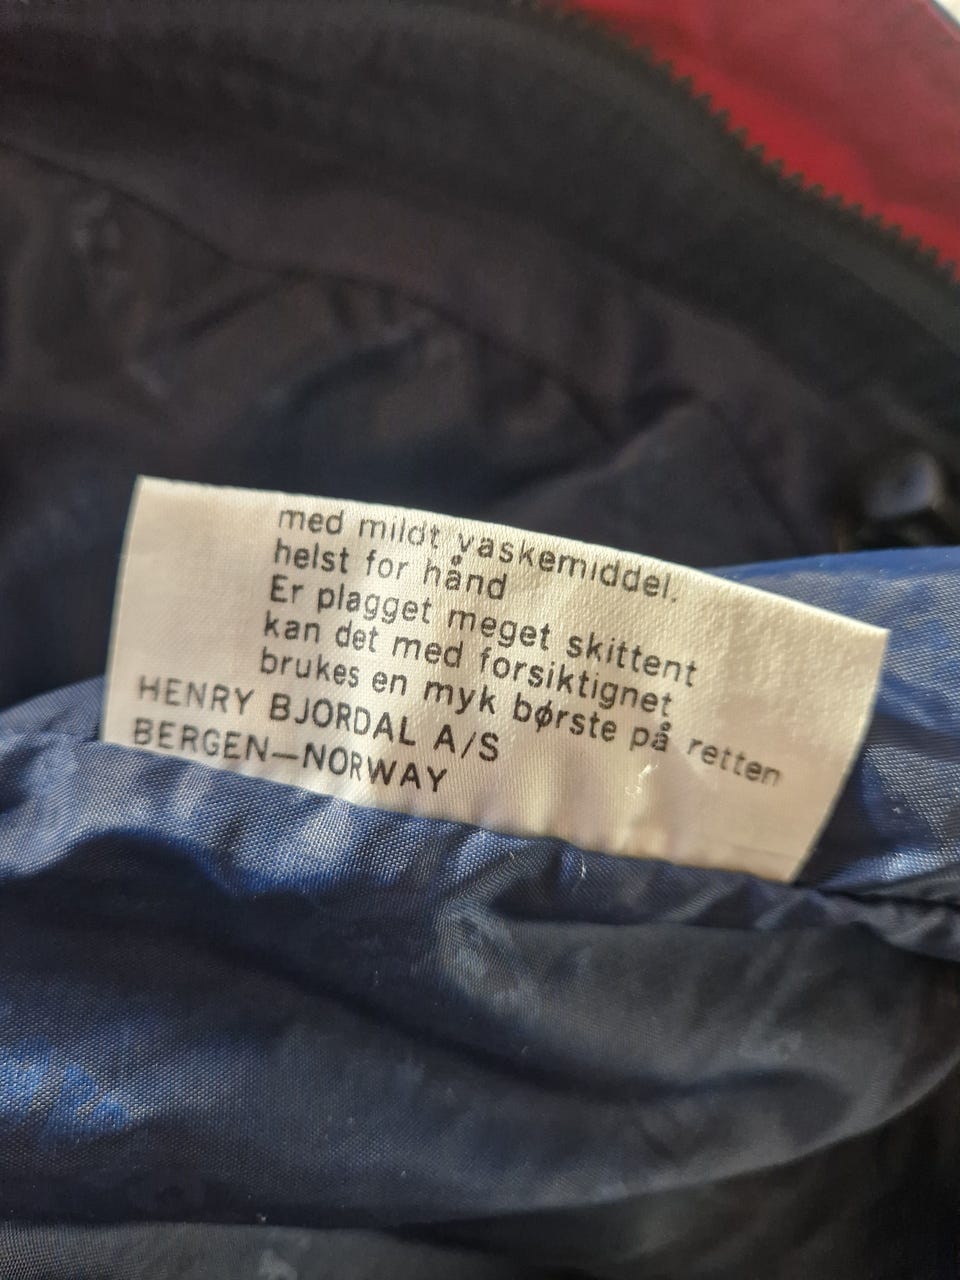 med mildt vaskemiddel.
helst for hånd
Er plagget meget skittent
kan det med forsiktignet
brukes en myk børste på retten
HENRY BJORDAL A/S
BERGEN—NORWAY